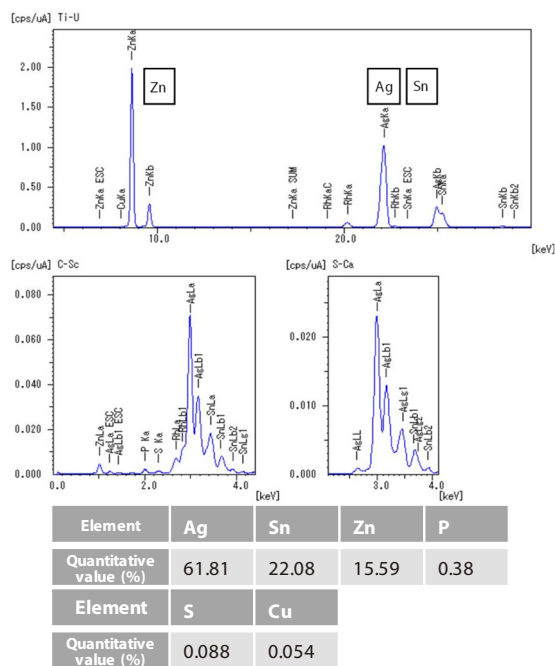 [cps/uA] Ti-U
2.00
1.50
1.00
0.50
0.00
ZnKa ESC
CuKa
ZnKa
ZnKb
Zn
ZnKa SUM
RhKaC
RhKa
Ag
Sn
AgKa
RhKb
AgKa ESC
AgKb
SnKa
SnKb
SnKb2
10.0
20.0
[keV]
[cps/uA] C-Sc
0.080
0.060
0.040
0.020
0.000
ZnLa
AgLa ESC
AgLb1 ESC
P Ka
S Ka
RhLa
RhLb1
AgLa
AgLb1
SnLa
SnLb1
SnLb2
SnLg1
0.0
2.0
4.0
[keV]
[cps/uA] S-Ca
0.020
0.010
0.000
AgLL
AgLa
AgLb1
AgLg1
SnLb1
AgLg2
SnLb2
3.0
4.0
[keV]
Element Ag Sn Zn P
Quantitative
value (%) 61.81 22.08 15.59 0.38
Element S Cu
Quantitative
value (%) 0.088 0.054